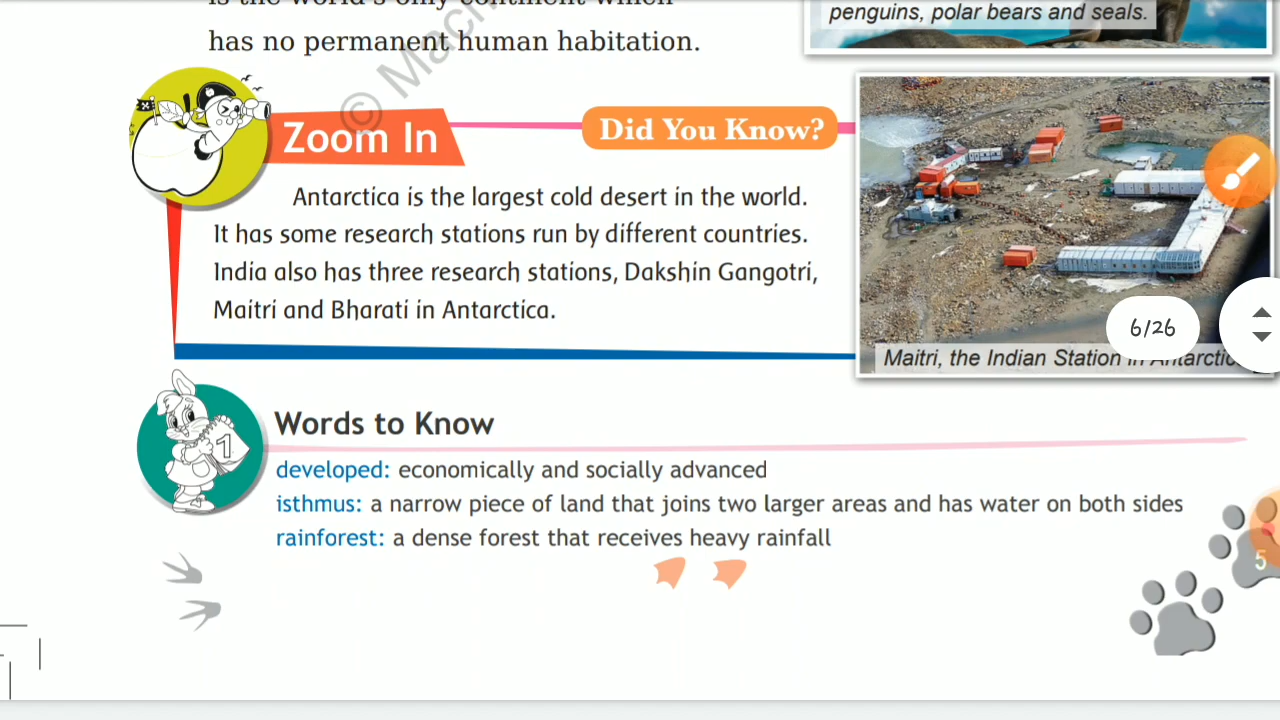 has no permanent human habitation.
penguins, polar bears and seals.
Zoom In
Did You Know?
Antarctica is the largest cold desert in the world.
It has some research stations run by different countries.
India also has three research stations, Dakshin Gangotri,
Maitri and Bharati in Antarctica.
6/26
Maitri, the Indian Station in Antarctic
Words to Know
1
developed: economically and socially advanced
isthmus: a narrow piece of land that joins two larger areas and has water on both sides
rainforest: a dense forest that receives heavy rainfall
5